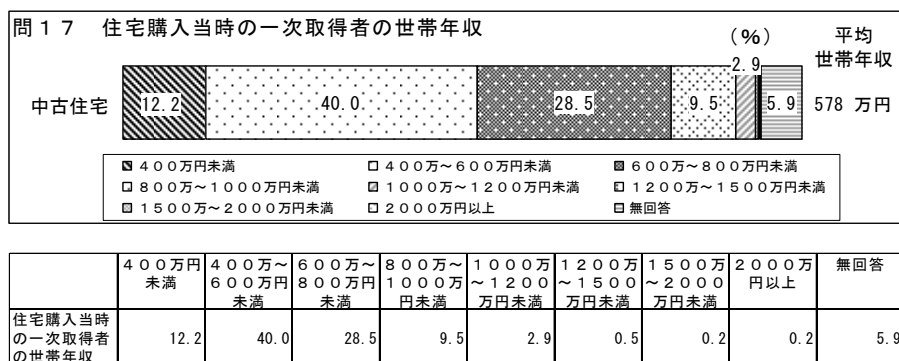 問17　住宅購入当時の一次取得者の世帯年収
(%)
平均
世帯年収
中古住宅 12.2 40.0 28.5 9.5 2.9 5.9 578 万円
400万円未満 400万～600万円未満 600万～800万円未満
800万～1000万円未満 1000万～1200万円未満 1200万～1500万円未満
1500万～2000万円未満 2000万円以上 無回答
400万円未満 400万～600万円未満 600万～800万円未満 800万～1000万円未満 1000万～1200万円未満 1200万～1500万円未満 1500万～2000万円未満 2000万円以上 無回答
住宅購入当時の一次取得者の世帯年収 12.2 40.0 28.5 9.5 2.9 0.5 0.2 0.2 5.9